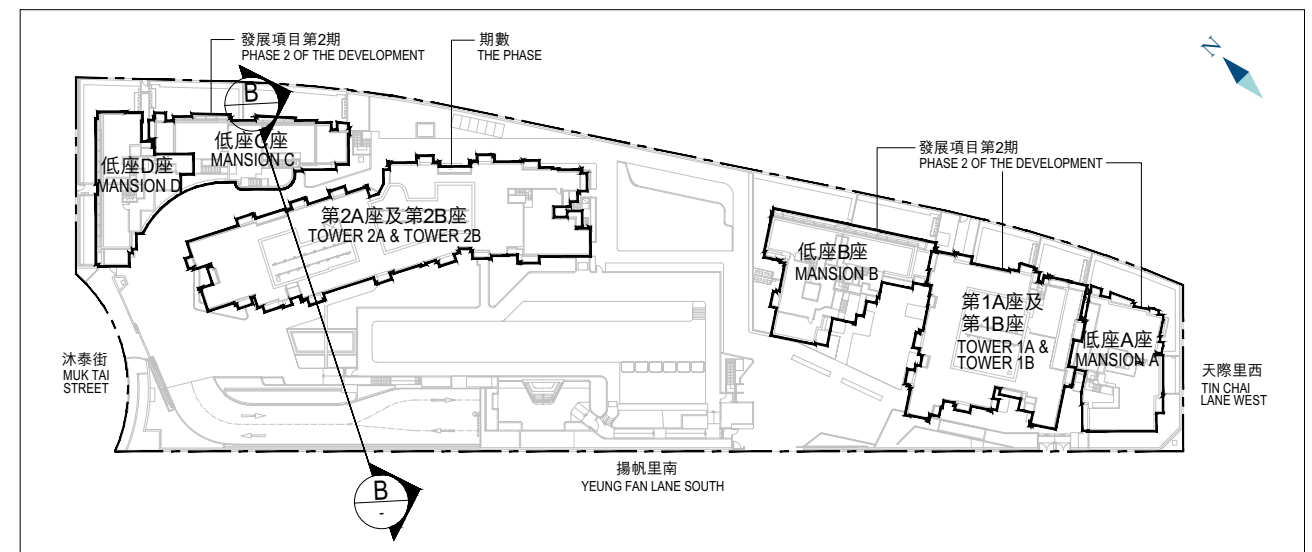 發展項目第2期
PHASE 2 OF THE DEVELOPMENT
期數
THE PHASE
N
B
低座C座
MANSION C
低座D座
MANSION D
第2A座及第2B座
TOWER 2A & TOWER 2B
發展項目第2期
PHASE 2 OF THE DEVELOPMENT
低座B座
MANSION B
第1A座及
第1B座
TOWER 1A &
TOWER 1B
低座A座
MANSION A
沐泰街
MUK TAI
STREET
天際里西
TIN CHAI
LANE WEST
揚帆里南
YEUNG FAN LANE SOUTH
B
-